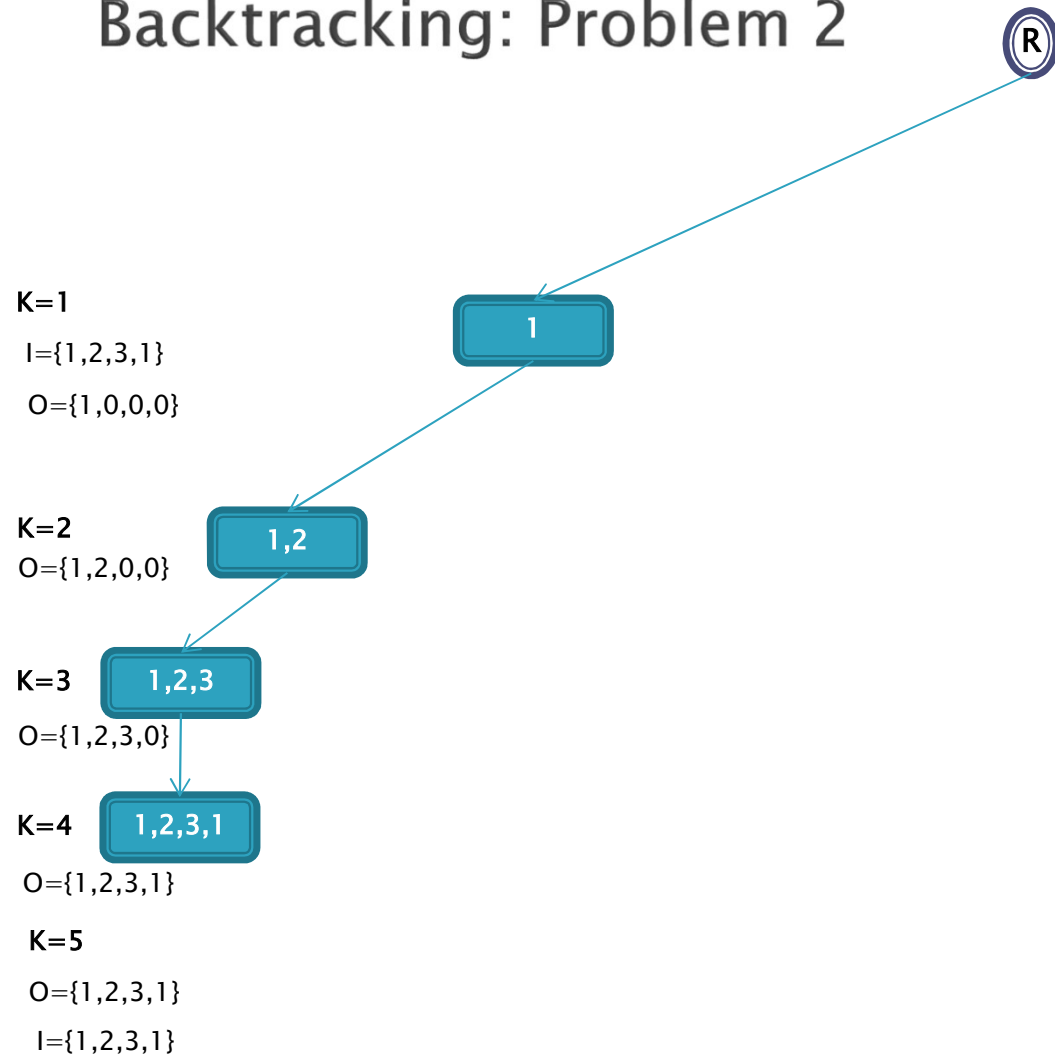 Backtracking: Problem 2
R
K=1
1
I={1,2,3,1}
O={1,0,0,0}
K=2
1,2
O={1,2,0,0}
K=3
1,2,3
O={1,2,3,0}
K=4
1,2,3,1
O={1,2,3,1}
K=5
O={1,2,3,1}
I={1,2,3,1}